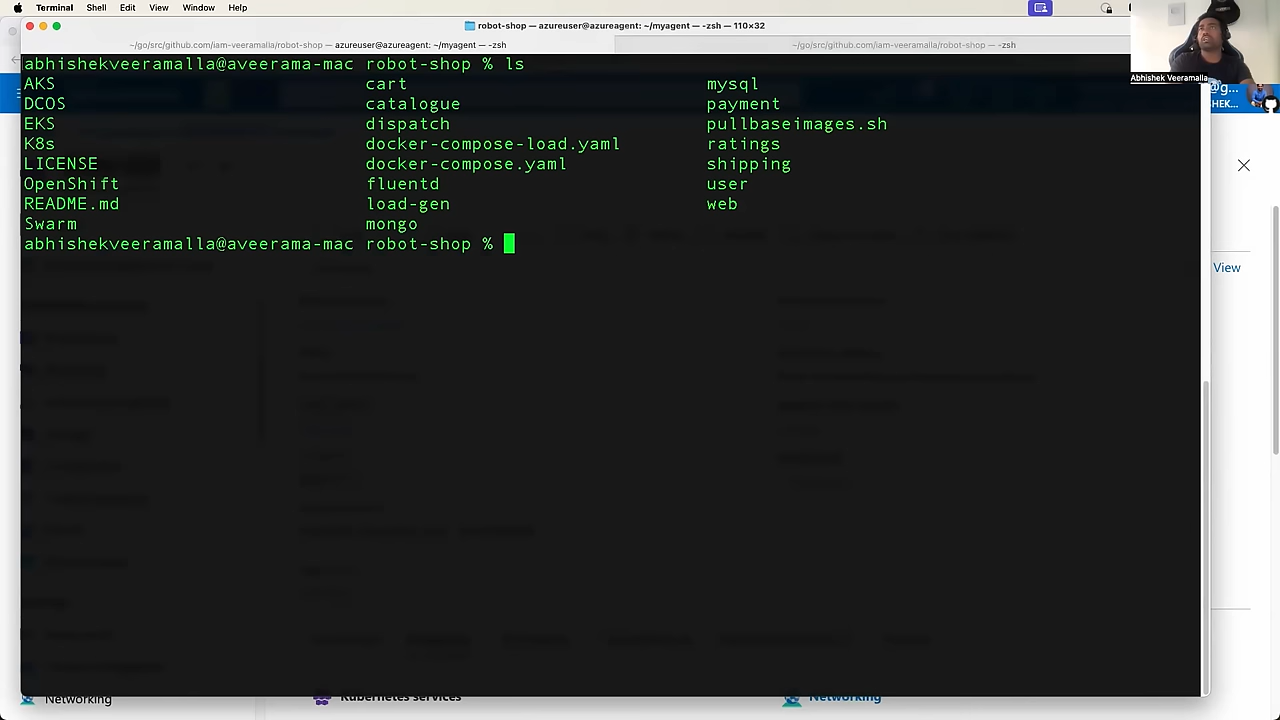 Terminal Shell Edit View Window Help
robot-shop — azureuser@azureagent: ~/myagent — -zsh — 110×32
~/go/src/github.com/iam-veeramalla/robot-shop — azureuser@azureagent: ~/myagent — -zsh
~/go/src/github.com/iam-veeramalla/robot-shop — -zsh
abhishekveeramalla@aveerama-mac robot-shop % ls
AKS cart mysql
DCOS catalogue payment
EKS dispatch pullbaseimages.sh
K8s docker-compose-load.yaml ratings
LICENSE docker-compose.yaml shipping
OpenShift fluentd user
README.md load-gen web
Swarm mongo
abhishekveeramalla@aveerama-mac robot-shop %
Abhishek Veeramalla
@g...
HEK...
View
Networking
Kubernetes services
Networking